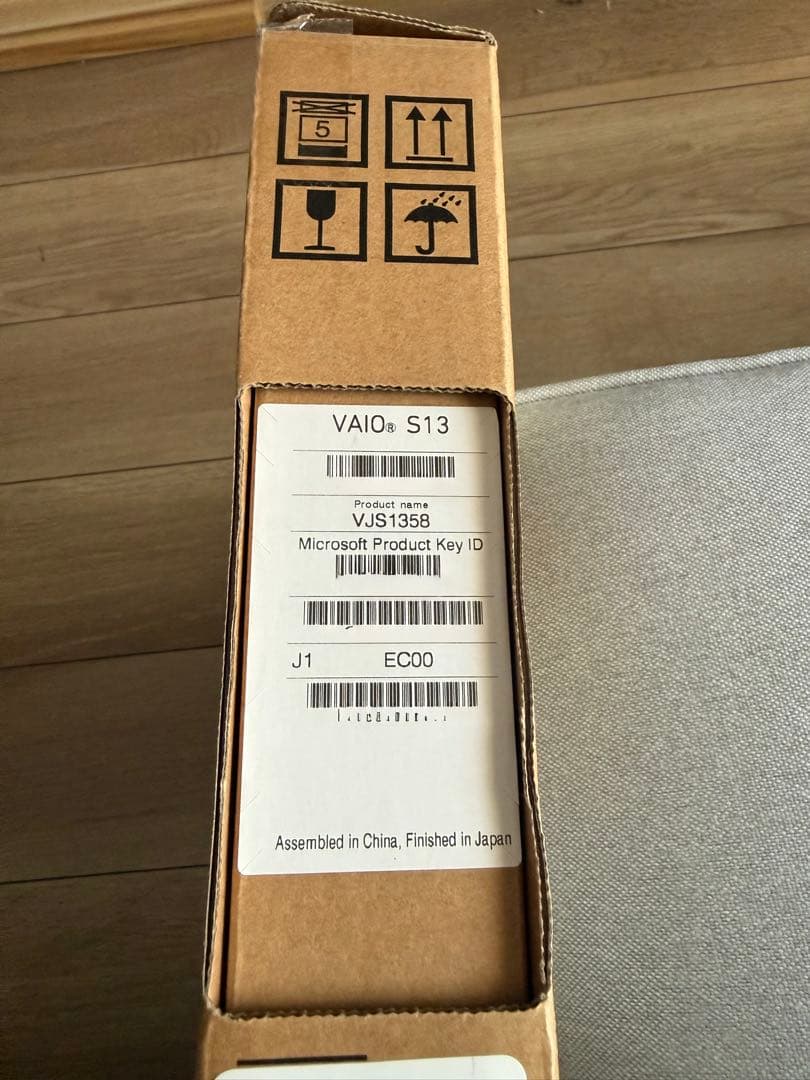 5
VAIO® S13
Product name
VJS1358
Microsoft Product Key ID
J1 EC00
Assembled in China, Finished in Japan